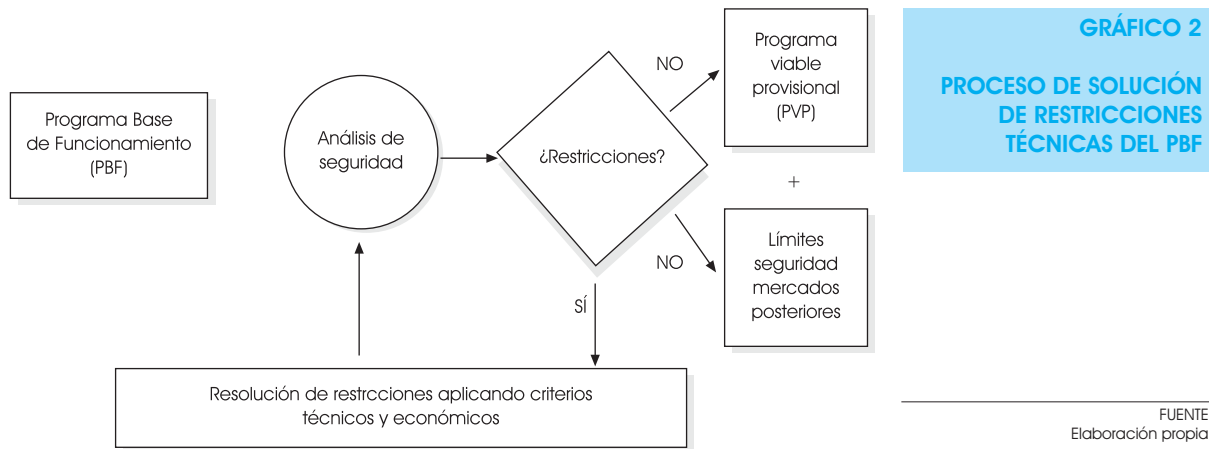 GRÁFICO 2
PROCESO DE SOLUCIÓN
DE RESTRICCIONES
TÉCNICAS DEL PBF
Programa Base
de Funcionamiento
(PBF)
Análisis de
seguridad
¿Restricciones?
NO
Programa
viable
provisional
(PVP)
+
NO
Límites
seguridad
mercados
posteriores
SÍ
Resolución de restrcciones aplicando criterios
técnicos y económicos
FUENTE
Elaboración propia